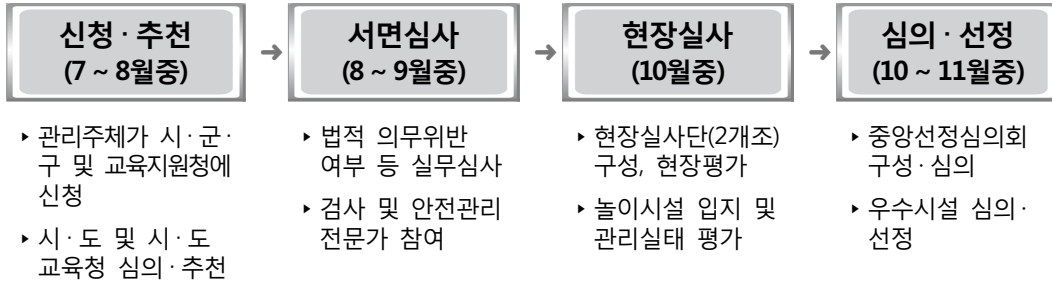 신청·추천
(7 ~ 8월중)
➜
서면심사
(8 ~ 9월중)
➜
현장실사
(10월중)
➜
심의·선정
(10 ~ 11월중)
▸ 관리주체가 시·군·
구 및 교육지원청에
신청
▸ 시·도 및 시·도
교육청 심의·추천
▸ 법적 의무위반
여부 등 실무심사
▸ 검사 및 안전관리
전문가 참여
▸ 현장실사단(2개조)
구성, 현장평가
▸ 놀이시설 입지 및
관리실태 평가
▸ 중앙선정심의회
구성·심의
▸ 우수시설 심의·
선정